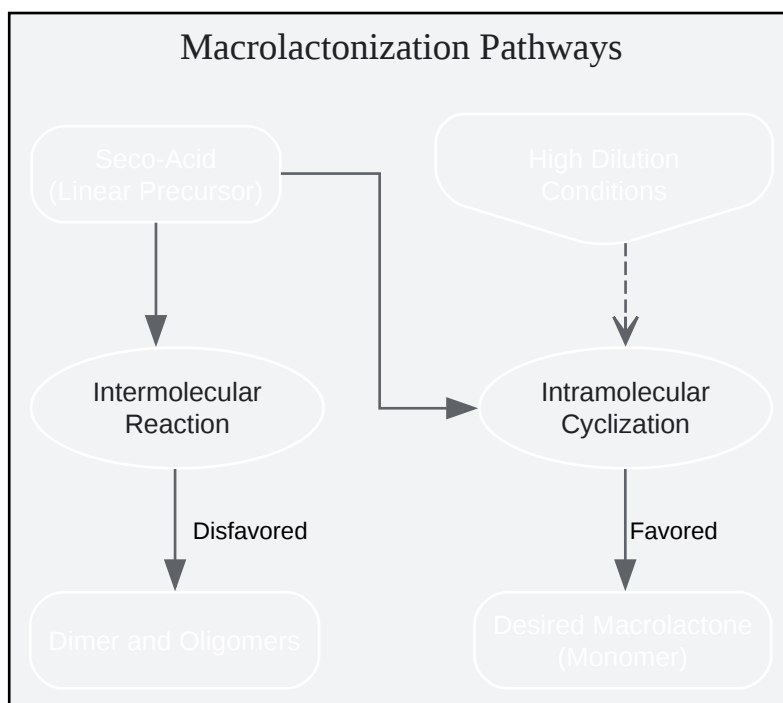 Macrolactonization Pathways
Seco-Acid
(Linear Precursor)
High Dilution
Conditions
Intermolecular
Reaction
Intramolecular
Cyclization
Disfavored
Favored
Dimer and Oligomers
Desired Macrolactone
(Monomer)